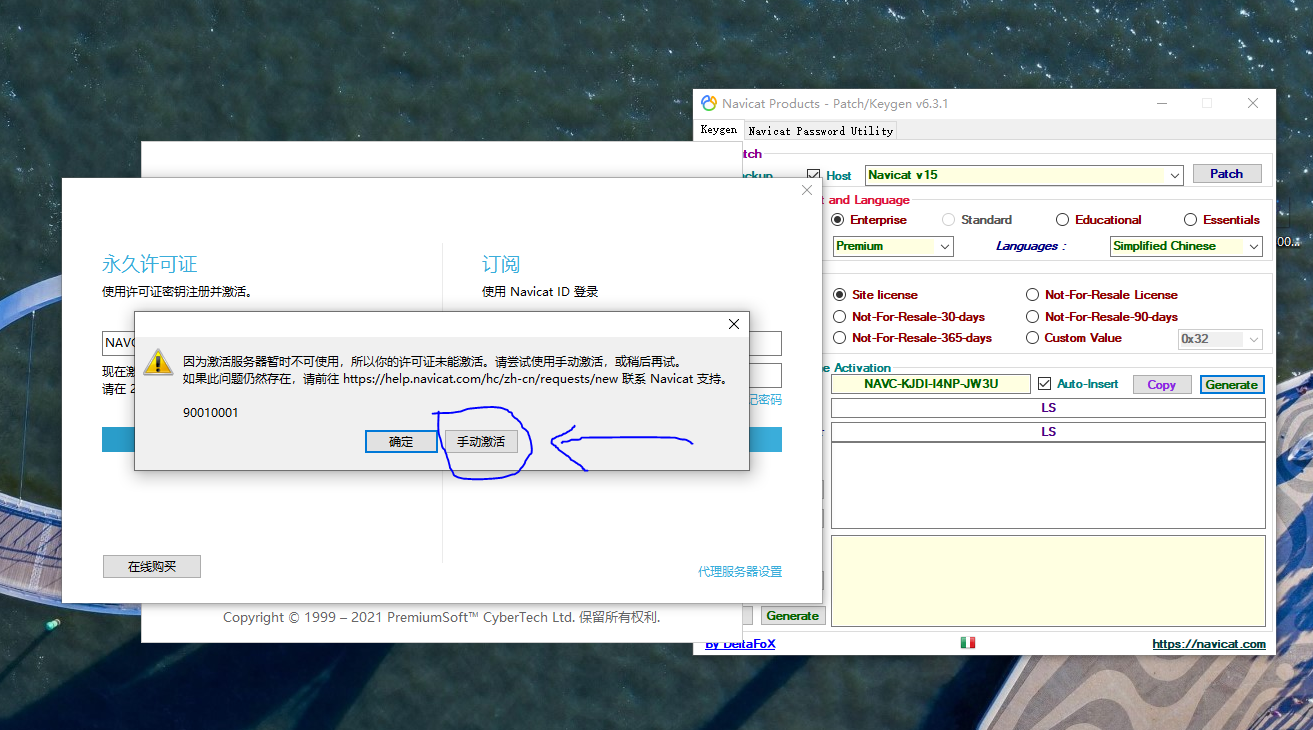 Navicat Products - Patch/Keygen v6.3.1
Keygen
Navicat Password Utility
Host
Navicat v15
Patch
and Language
Enterprise
Standard
Educational
Essentials
Premium
Languages :
Simplified Chinese
Site license
Not-For-Resale License
Not-For-Resale-30-days
Not-For-Resale-90-days
Not-For-Resale-365-days
Custom Value
0x32
Activation
NAVC-KJDI-I4NP-JW3U
Auto-Insert
Copy
Generate
LS
LS
Generate
By DeltaFoX
https://navicat.com
永久许可证
使用许可证密钥注册并激活。
订阅
使用 Navicat ID 登录
NAVC
现在激
请在 2
记密码
因为激活服务器暂时不可使用，所以你的许可证未能激活。请尝试使用手动激活，或稍后再试。
如果此问题仍然存在，请前往 https://help.navicat.com/hc/zh-cn/requests/new 联系 Navicat 支持。
90010001
确定
手动激活
在线购买
代理服务器设置
Copyright © 1999 – 2021 PremiumSoft™ CyberTech Ltd. 保留所有权利.